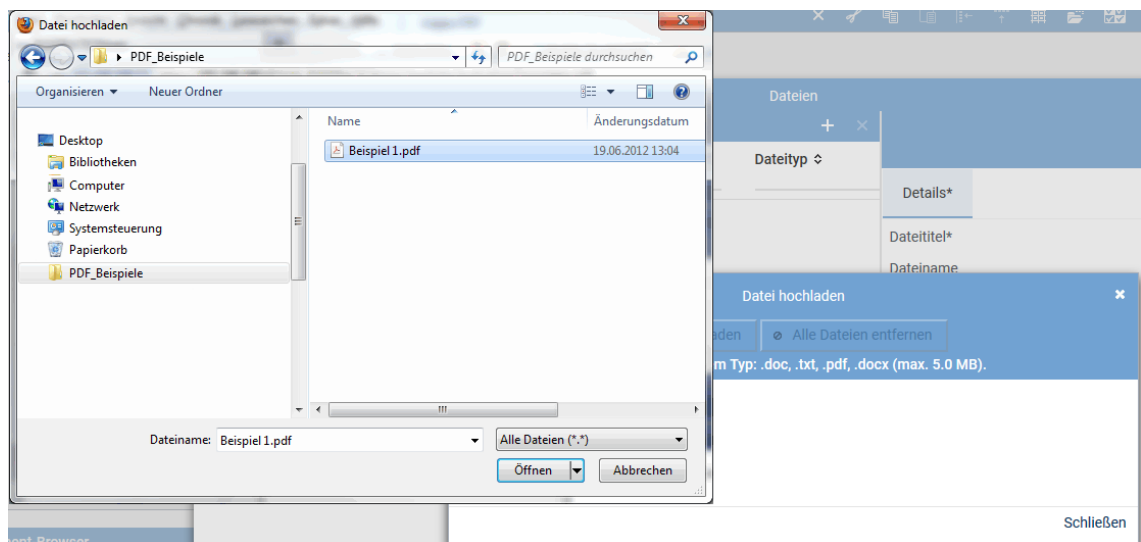 Datei hochladen
PDF_Beispiele
PDF_Beispiele durchsuchen
Organisieren
Neuer Ordner
Dateien
Name
Änderungsdatum
Desktop
Beispiel 1.pdf
19.06.2012 13:04
Dateityp
Bibliotheken
Computer
Details*
Netzwerk
Systemsteuerung
Dateititel*
Papierkorb
PDF_Beispiele
Dateiname
Datei hochladen
Alle Dateien entfernen
Typ: .doc, .txt, .pdf, .docx (max. 5.0 MB).
Dateiname: Beispiel 1.pdf
Alle Dateien (*.*)
Öffnen
Abbrechen
Schließen